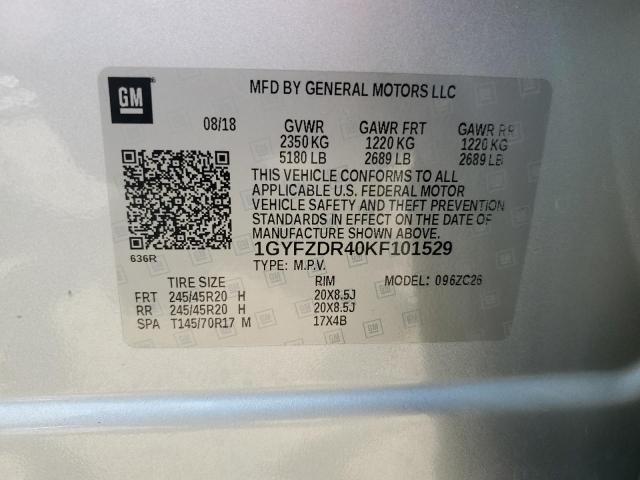 GM
MFD BY GENERAL MOTORS LLC
08/18 GVWR GAWR FRT GAWR RR
2350 KG 1220 KG 1220 KG
5180 LB 2689 LB 2689 LB
THIS VEHICLE CONFORMS TO ALL
APPLICABLE U.S. FEDERAL MOTOR
VEHICLE SAFETY AND THEFT PREVENTION
STANDARDS IN EFFECT ON THE DATE OF
MANUFACTURE SHOWN ABOVE.
636R 1GYFZDR40KF101529
TYPE: M.P.V.
TIRE SIZE RIM MODEL: 096ZC26
FRT 245/45R20 H 20X8.5J
RR 245/45R20 H 20X8.5J
SPA T145/70R17 M 17X4B